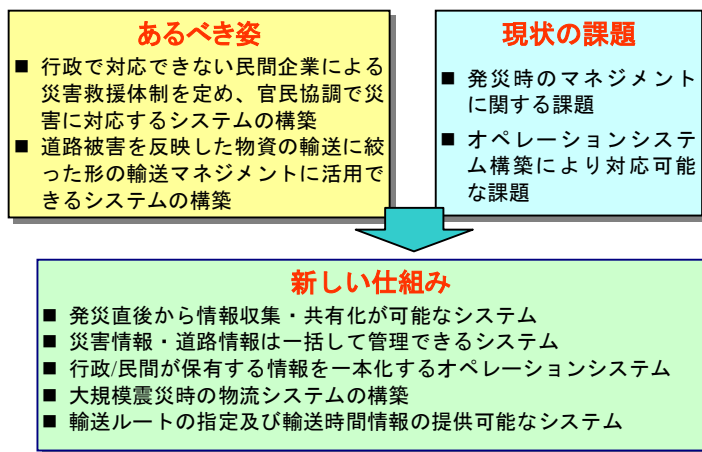 あるべき姿
■ 行政で対応できない民間企業による
災害救援体制を定め、官民協調で災
害に対応するシステムの構築
■ 道路被害を反映した物資の輸送に絞
った形の輸送マネジメントに活用で
きるシステムの構築
現状の課題
■ 発災時のマネジメント
に関する課題
■ オペレーションシステ
ム構築により対応可能
な課題
新しい仕組み
■ 発災直後から情報収集・共有化が可能なシステム
■ 災害情報・道路情報は一括して管理できるシステム
■ 行政/民間が保有する情報を一本化するオペレーションシステム
■ 大規模震災時の物流システムの構築
■ 輸送ルートの指定及び輸送時間情報の提供可能なシステム